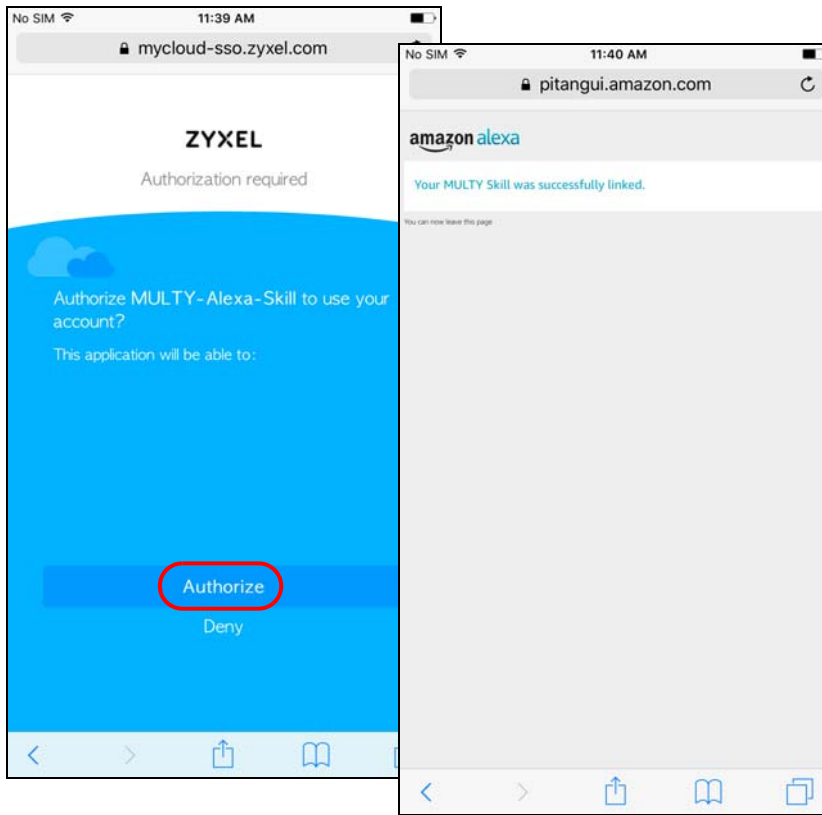 No SIM 11:39 AM
mycloud-sso.zyxel.com
ZYXEL
Authorization required
Authorize MULTY-Alexa-Skill to use your
account?
This application will be able to:
Authorize
Deny
No SIM 11:40 AM
pitangui.amazon.com
amazon alexa
Your MULTY Skill was successfully linked.
You can now leave this page